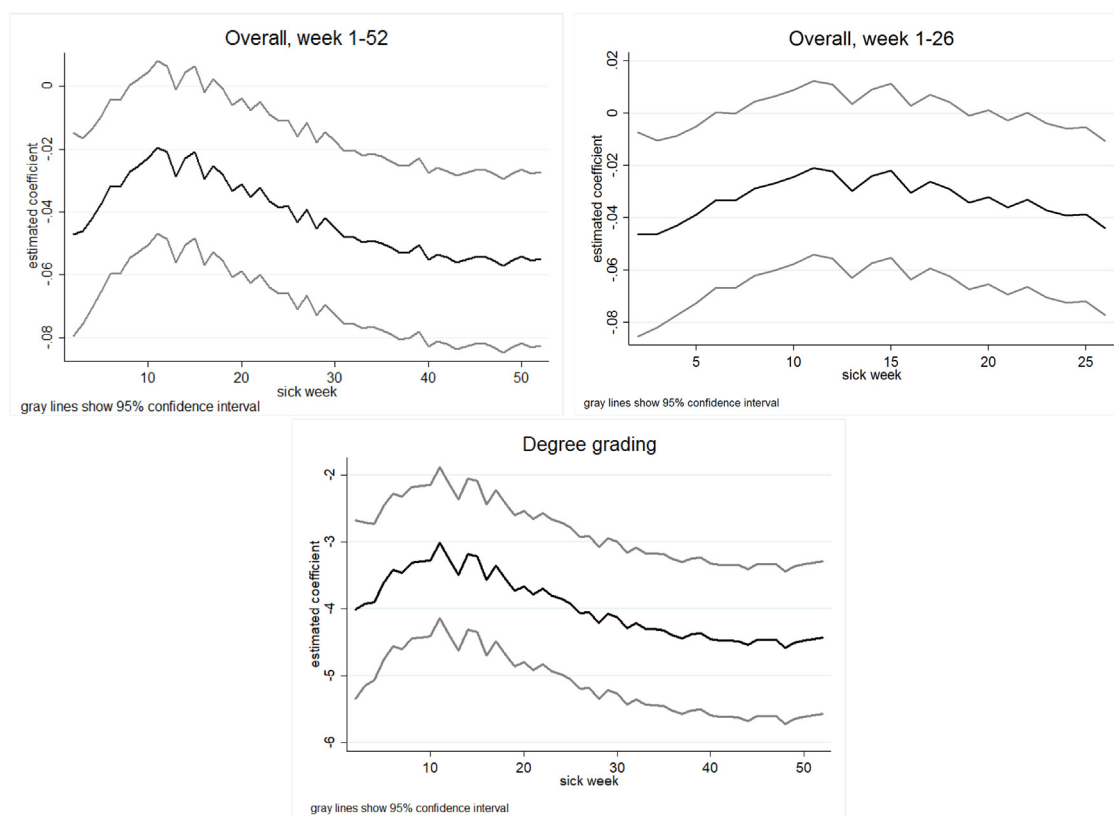 Overall, week 1-52
0
-.02
-.04
-.06
-.08
estimated coefficient
10 20 30 40 50
sick week
gray lines show 95% confidence interval
Overall, week 1-26
.02
0
-.02
-.04
-.06
-.08
estimated coefficient
5 10 15 20 25
sick week
gray lines show 95% confidence interval
Degree grading
-2
-3
-4
-5
-6
estimated coefficient
10 20 30 40 50
sick week
gray lines show 95% confidence interval